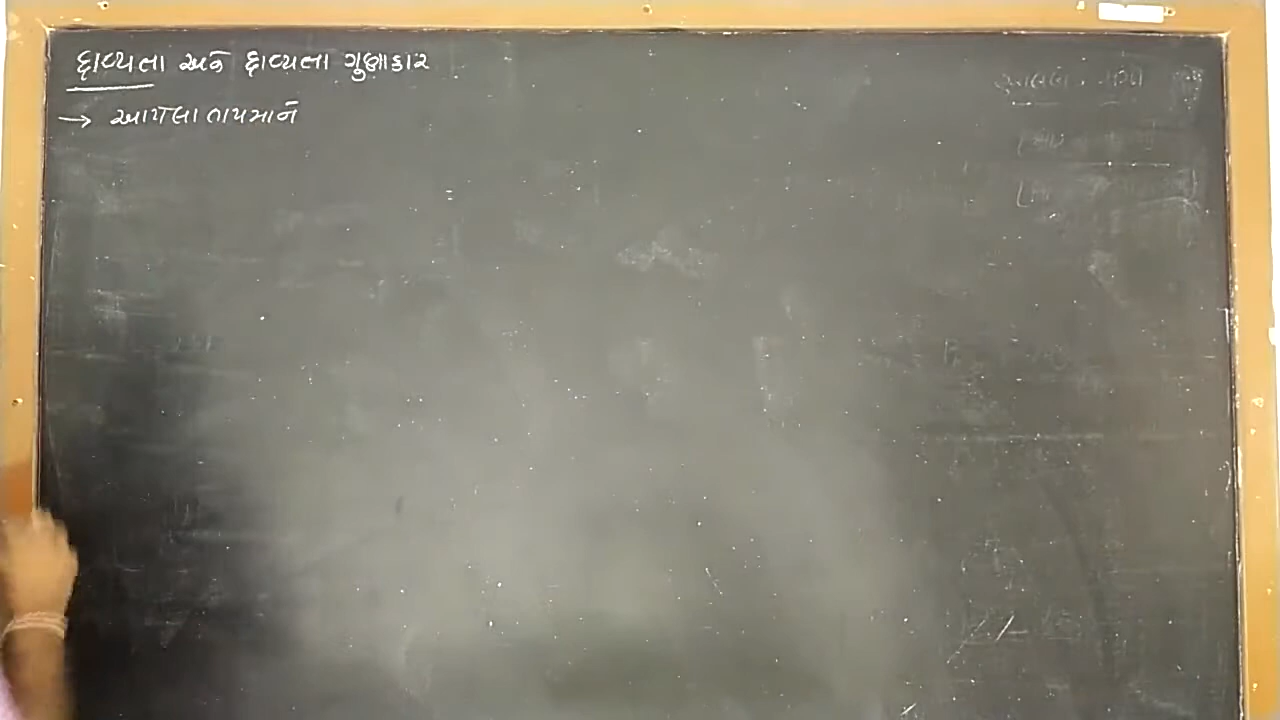 દ્રાવ્યતા અને દ્રાવ્યતા ગુણાકાર
→ આપેલા તાપમાને